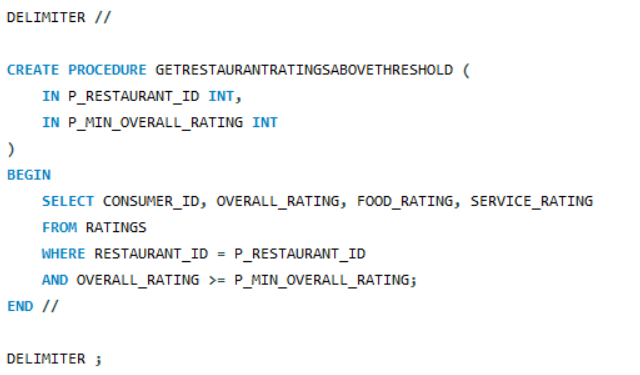 DELIMITER //
CREATE PROCEDURE GETRESTAURANTRATINGSABOVETHRESHOLD (
IN P_RESTAURANT_ID INT,
IN P_MIN_OVERALL_RATING INT
)
BEGIN
SELECT CONSUMER_ID, OVERALL_RATING, FOOD_RATING, SERVICE_RATING
FROM RATINGS
WHERE RESTAURANT_ID = P_RESTAURANT_ID
AND OVERALL_RATING >= P_MIN_OVERALL_RATING;
END //
DELIMITER ;